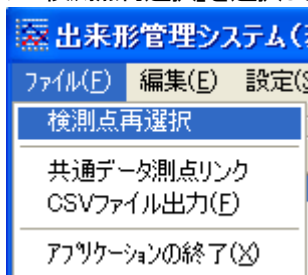 出来形管理システム(
ファイル(F) 編集(E) 設定(
検測点再選択
共通データ測点リンク
CSVファイル出力(F)
アプリケーションの終了(X)